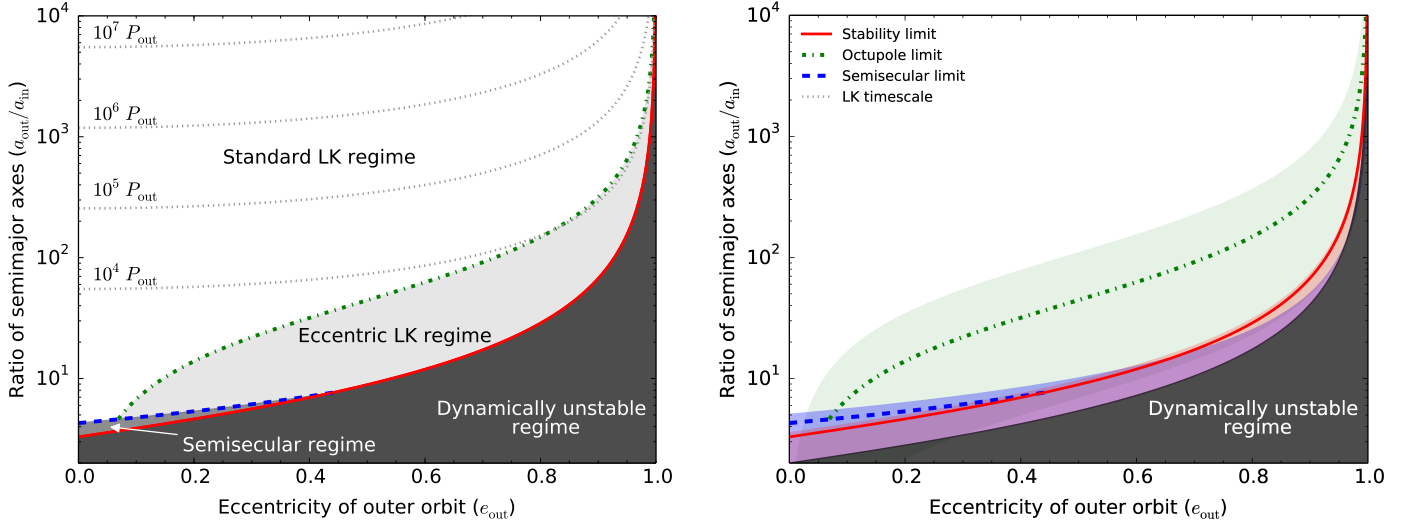 Ratio of semimajor axes (a_out/a_in)
10^4
10^3
10^2
10^1
10^7 P_out
10^6 P_out
10^5 P_out
10^4 P_out
Standard LK regime
Eccentric LK regime
Dynamically unstable
regime
Semisecular regime
0.0 0.2 0.4 0.6 0.8 1.0
Eccentricity of outer orbit (e_out)
Ratio of semimajor axes (a_out/a_in)
10^4
10^3
10^2
10^1
Stability limit
Octupole limit
Semisecular limit
LK timescale
Dynamically unstable
regime
0.0 0.2 0.4 0.6 0.8 1.0
Eccentricity of outer orbit (e_out)